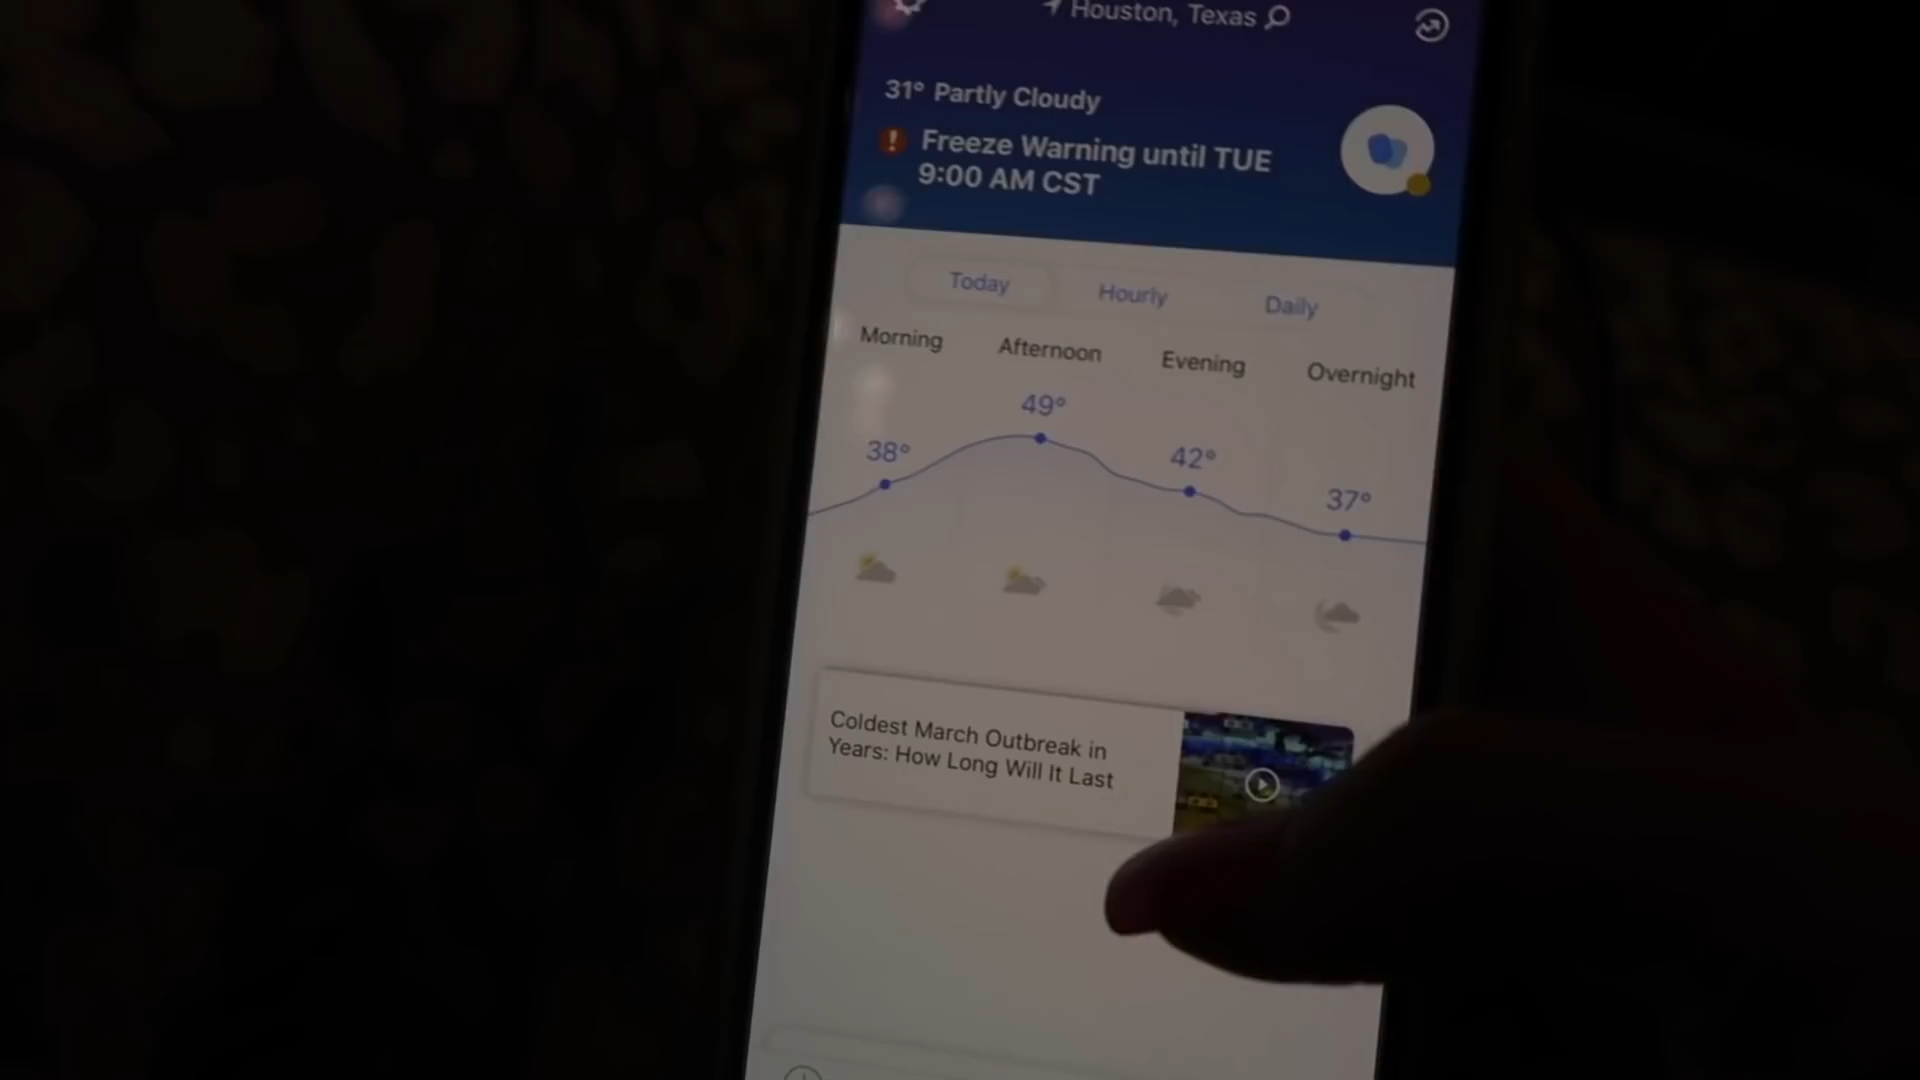 Houston, Texas
31° Partly Cloudy
Freeze Warning until TUE
9:00 AM CST
Today Hourly Daily
Morning Afternoon Evening Overnight
38° 49° 42° 37°
Coldest March Outbreak in
Years: How Long Will It Last